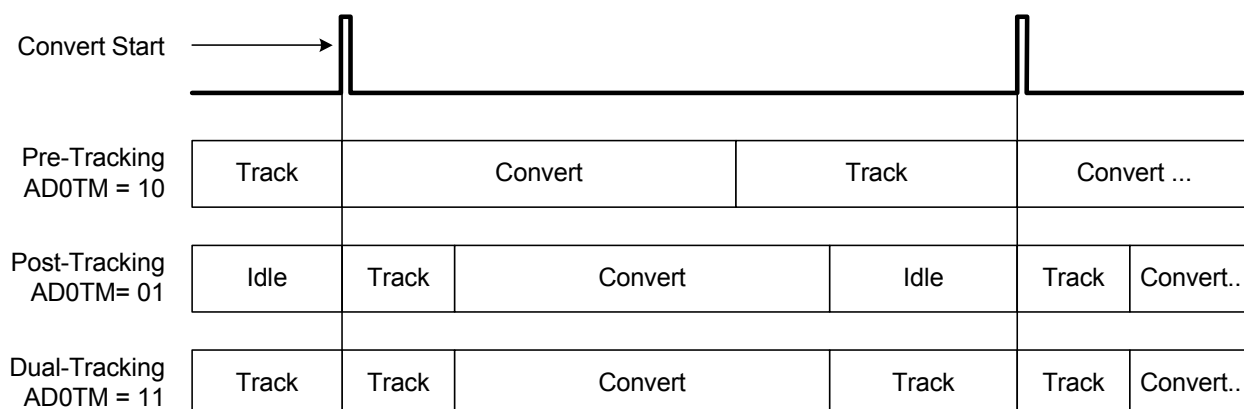 Convert Start
Pre-Tracking
AD0TM = 10
Track Convert Track Convert ...
Post-Tracking
AD0TM= 01
Idle Track Convert Idle Track Convert..
Dual-Tracking
AD0TM = 11
Track Track Convert Track Track Convert..